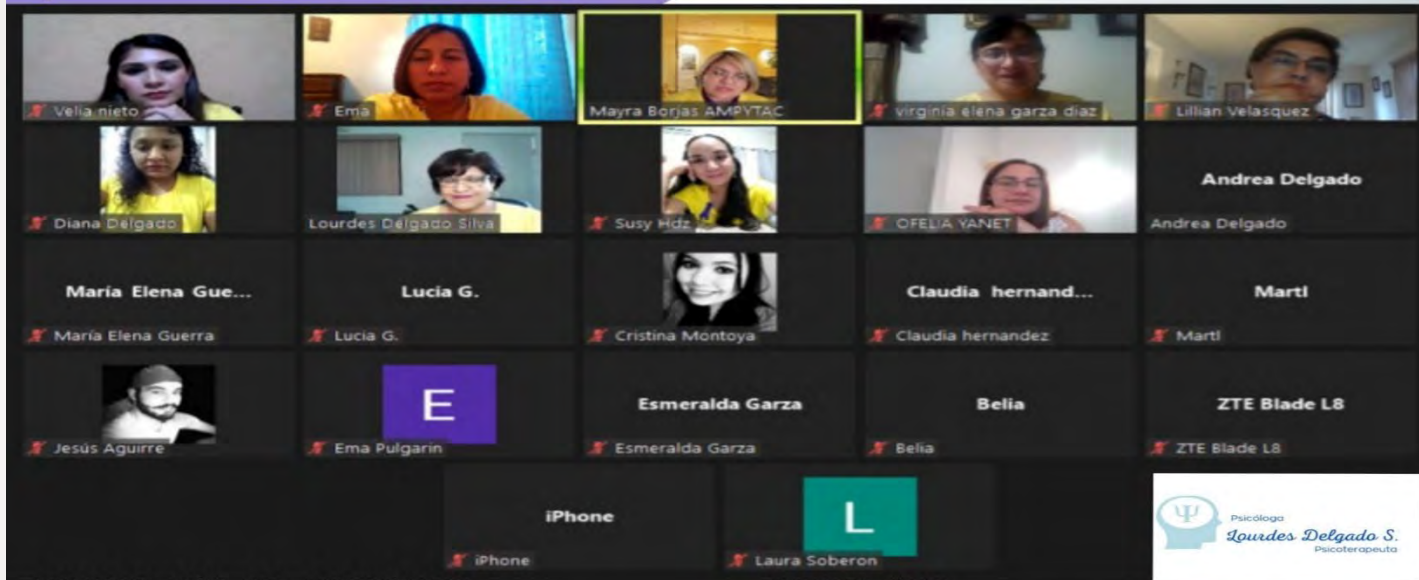 Velia nieto
Ema
Mayra Borjas AMPYTAC
virginia elena garza diaz
Lillian Velasquez
Diana Delgado
Lourdes Delgado Silva
Susy Hdz
OFELIA YANET
Andrea Delgado
Andrea Delgado
María Elena Gue...
María Elena Guerra
Lucia G.
Lucia G.
Cristina Montoya
Claudia hernand...
Claudia hernandez
Martl
Martl
Jesús Aguirre
E
Ema Pulgarin
Esmeralda Garza
Esmeralda Garza
Belia
Belia
ZTE Blade L8
ZTE Blade L8
iPhone
iPhone
L
Laura Soberon
Ψ
Psicóloga
Lourdes Delgado S.
Psicoterapeuta